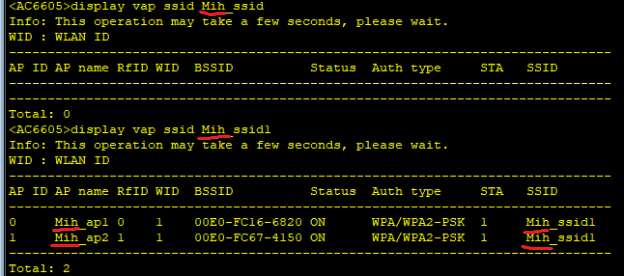 <AC6605>display vap ssid Mih_ssid
Info: This operation may take a few seconds, please wait.
WID : WLAN ID
--------------------------------------------------------------------------------
AP ID AP name RfID WID BSSID Status Auth type STA SSID
--------------------------------------------------------------------------------
--------------------------------------------------------------------------------
Total: 0
<AC6605>display vap ssid Mih_ssid1
Info: This operation may take a few seconds, please wait.
WID : WLAN ID
--------------------------------------------------------------------------------
AP ID AP name RfID WID BSSID Status Auth type STA SSID
--------------------------------------------------------------------------------
0 Mih_ap1 0 1 00E0-FC16-6820 ON WPA/WPA2-PSK 1 Mih_ssid1
1 Mih_ap2 1 1 00E0-FC67-4150 ON WPA/WPA2-PSK 1 Mih_ssid1
--------------------------------------------------------------------------------
Total: 2